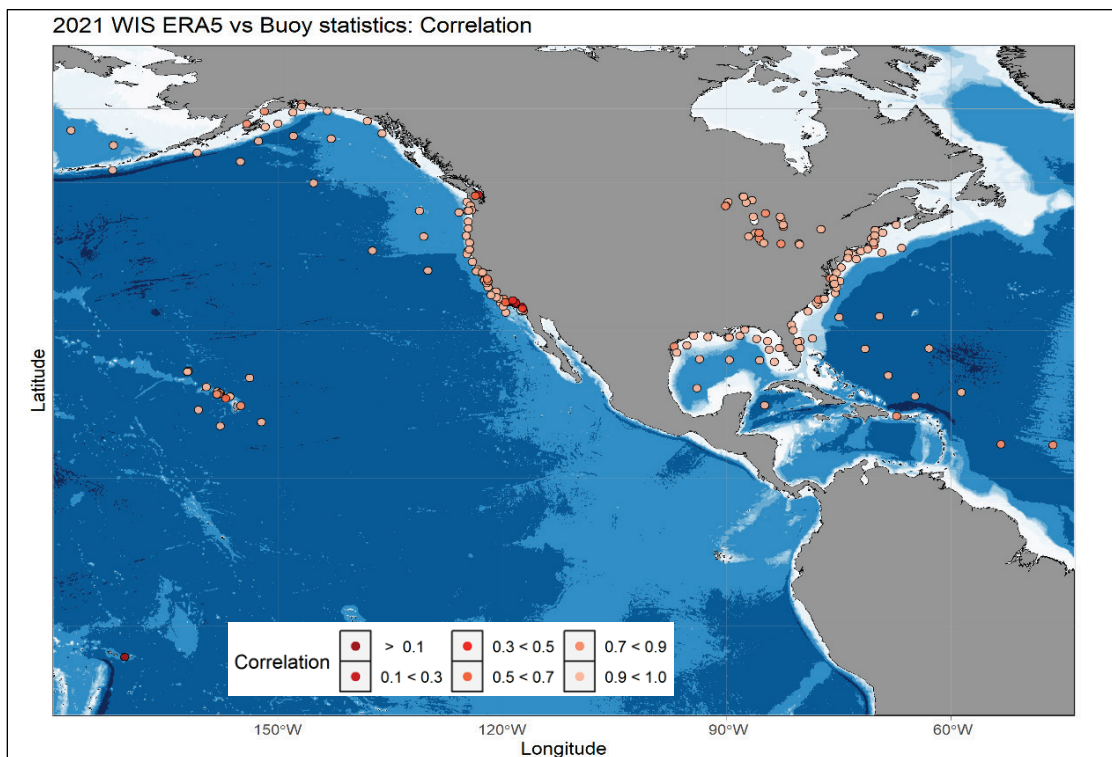 2021 WIS ERA5 vs Buoy statistics: Correlation
Latitude
Correlation
> 0.1
0.3 < 0.5
0.7 < 0.9
0.1 < 0.3
0.5 < 0.7
0.9 < 1.0
150°W
120°W
90°W
60°W
Longitude